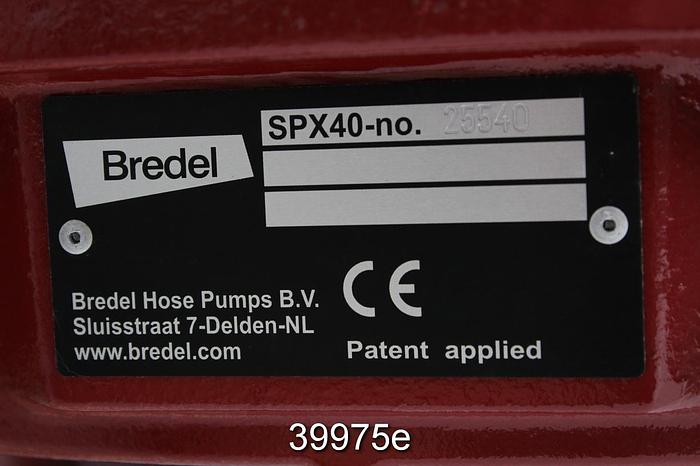 Bredel
SPX40-no. 25540
Bredel Hose Pumps B.V.
Sluisstraat 7-Delden-NL
www.bredel.com
CE
Patent applied
39975e